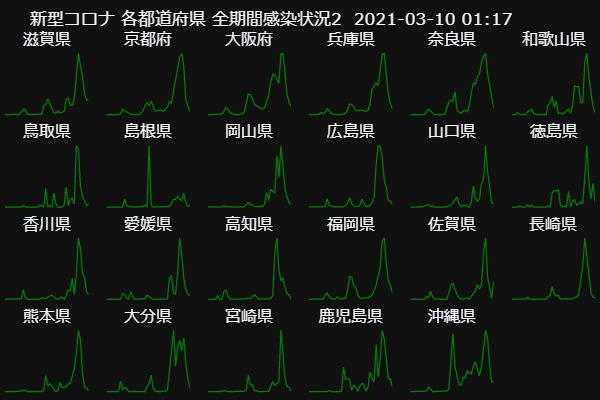 新型コロナ 各都道府県 全期間感染状況2 2021-03-10 01:17
滋賀県 京都府 大阪府 兵庫県 奈良県 和歌山県
鳥取県 島根県 岡山県 広島県 山口県 徳島県
香川県 愛媛県 高知県 福岡県 佐賀県 長崎県
熊本県 大分県 宮崎県 鹿児島県 沖縄県